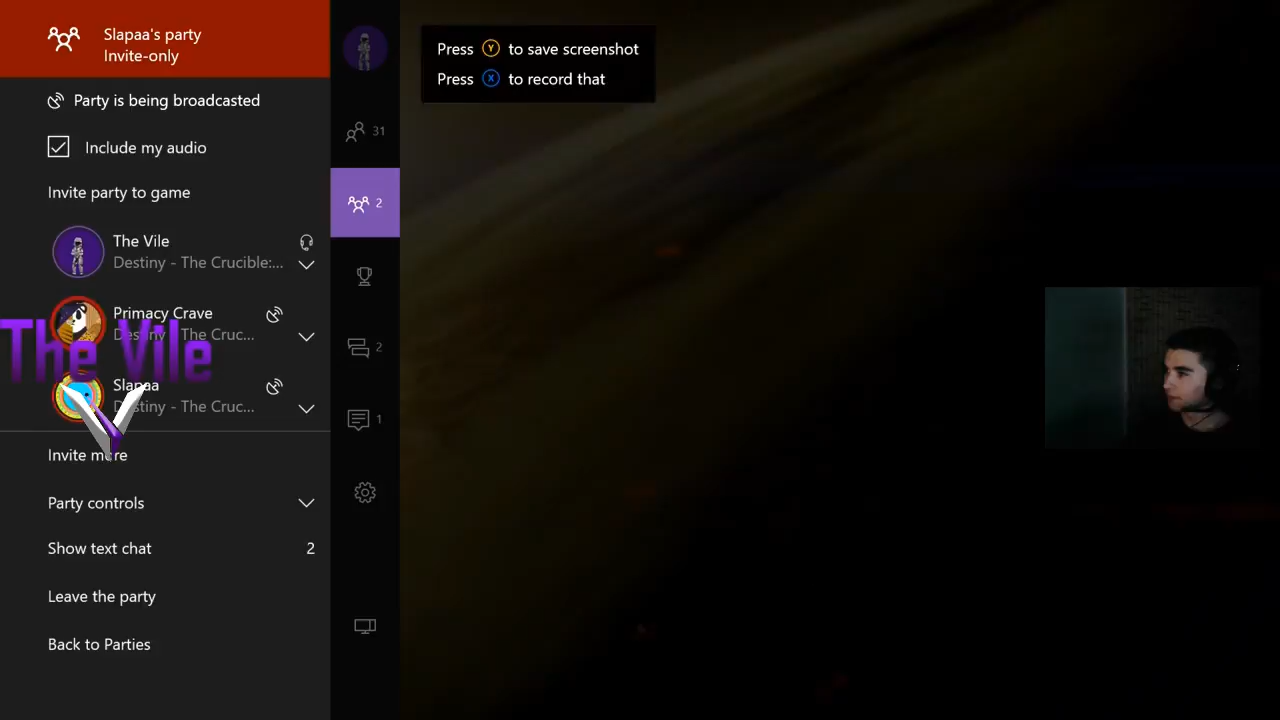 Slapaa's party
Invite-only
Party is being broadcasted
Include my audio
Invite party to game
The Vile
Destiny - The Crucible:...
Primacy Crave
Destiny - The Cruc...
The Vile
Slapaa
Destiny - The Cruc...
Invite more
Party controls
Show text chat 2
Leave the party
Back to Parties
31
2
2
1
Press Y to save screenshot
Press X to record that